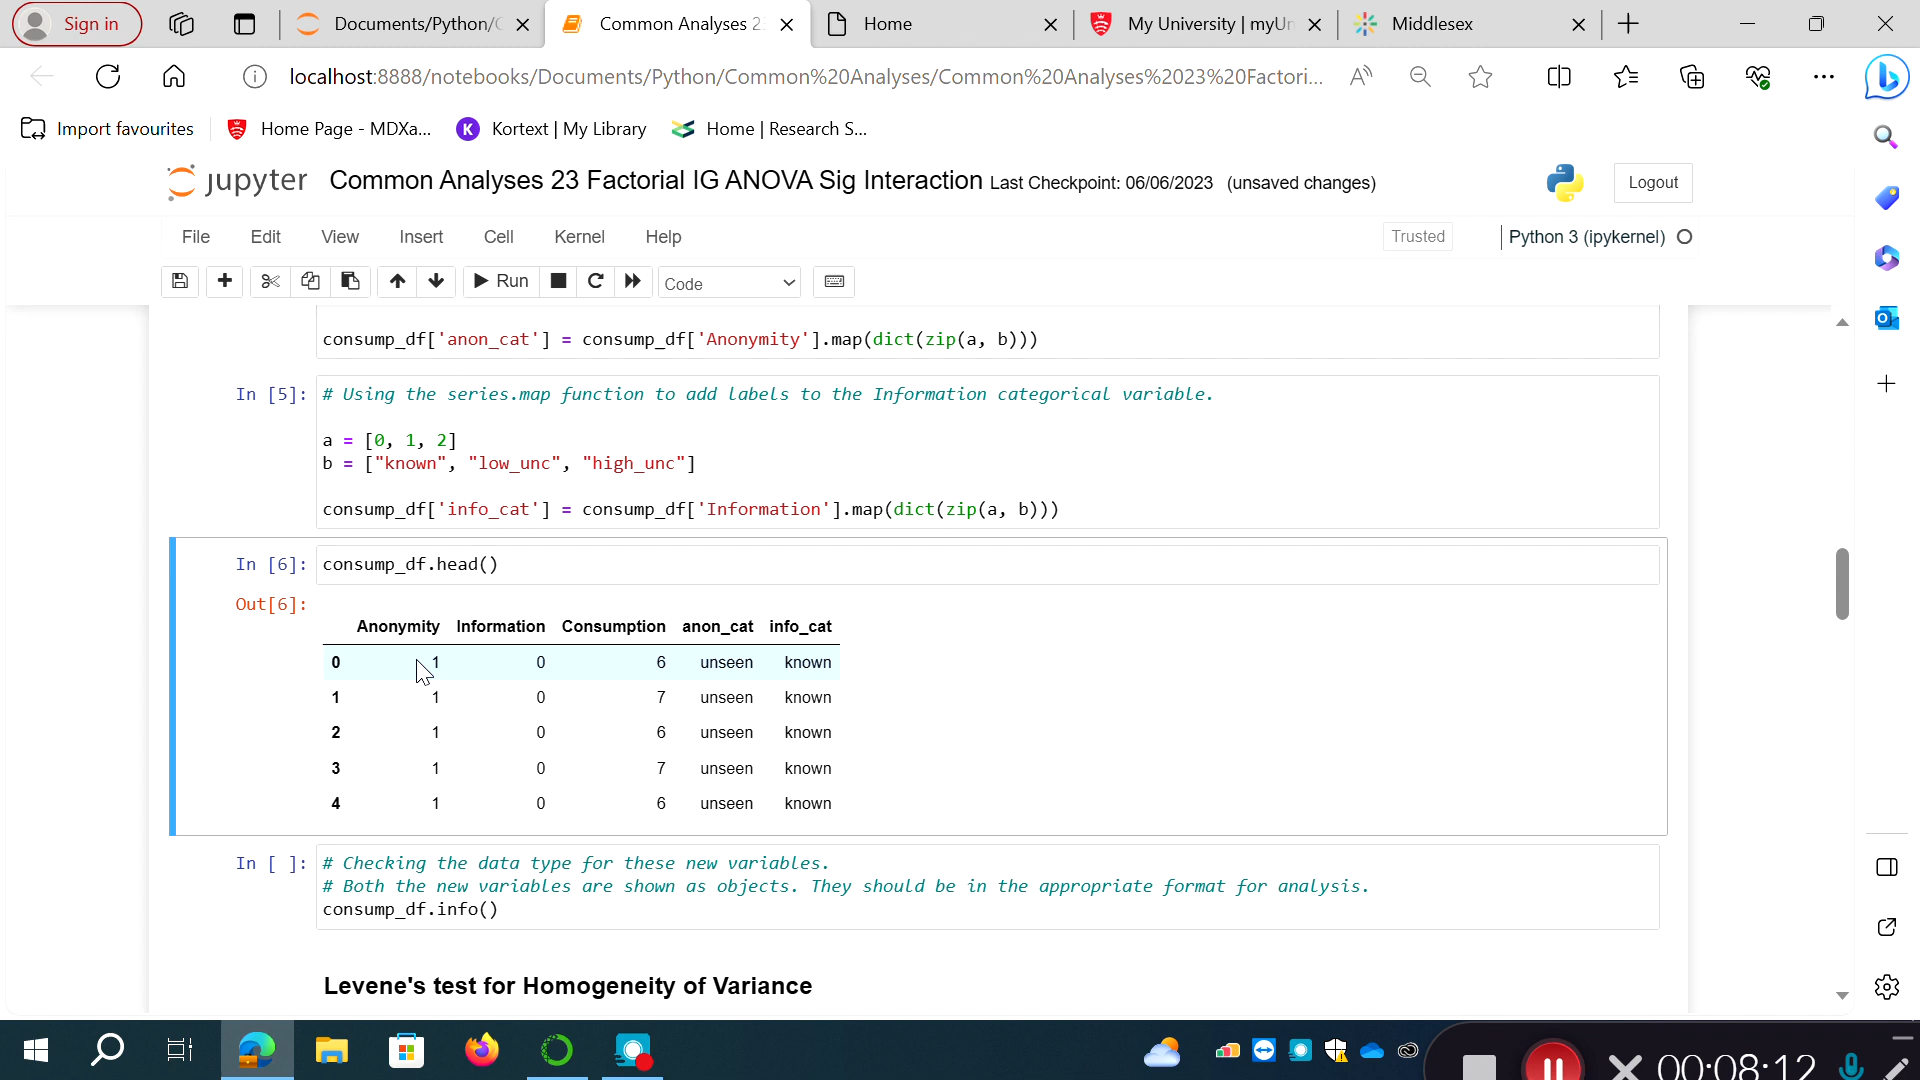 Sign in
Documents/Python/C
Common Analyses 2
Home
My University | myUn
Middlesex
localhost:8888/notebooks/Documents/Python/Common%20Analyses/Common%20Analyses%2023%20Factori...
Import favourites
Home Page - MDXa...
Kortext | My Library
Home | Research S...
jupyter Common Analyses 23 Factorial IG ANOVA Sig Interaction Last Checkpoint: 06/06/2023 (unsaved changes)
Logout
File Edit View Insert Cell Kernel Help
Trusted
Python 3 (ipykernel)
Run
Code
consump_df['anon_cat'] = consump_df['Anonymity'].map(dict(zip(a, b)))
In [5]: # Using the series.map function to add labels to the Information categorical variable.
a = [0, 1, 2]
b = ["known", "low_unc", "high_unc"]
consump_df['info_cat'] = consump_df['Information'].map(dict(zip(a, b)))
In [6]: consump_df.head()
Out[6]:
Anonymity Information Consumption anon_cat info_cat
0 1 0 6 unseen known
1 1 0 7 unseen known
2 1 0 6 unseen known
3 1 0 7 unseen known
4 1 0 6 unseen known
In [ ]: # Checking the data type for these new variables.
# Both the new variables are shown as objects. They should be in the appropriate format for analysis.
consump_df.info()
Levene's test for Homogeneity of Variance
00:08:12